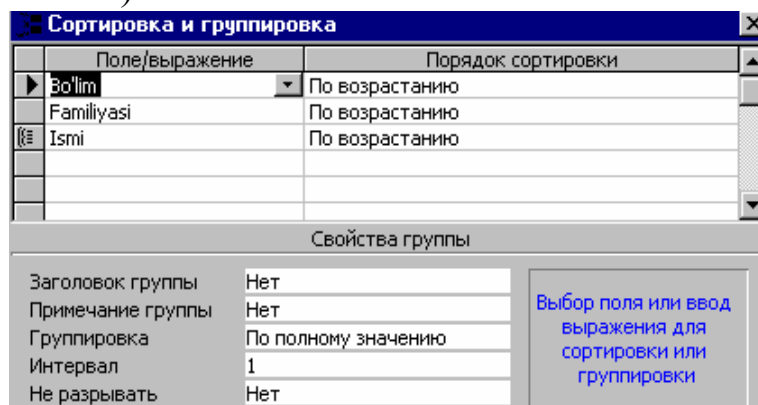 Сортировка и группировка
Поле/выражение Порядок сортировки
Bo'lim По возрастанию
Familiyasi По возрастанию
Ismi По возрастанию
Свойства группы
Заголовок группы Нет
Примечание группы Нет
Группировка По полному значению
Интервал 1
Не разрывать Нет
Выбор поля или ввод
выражения для
сортировки или
группировки